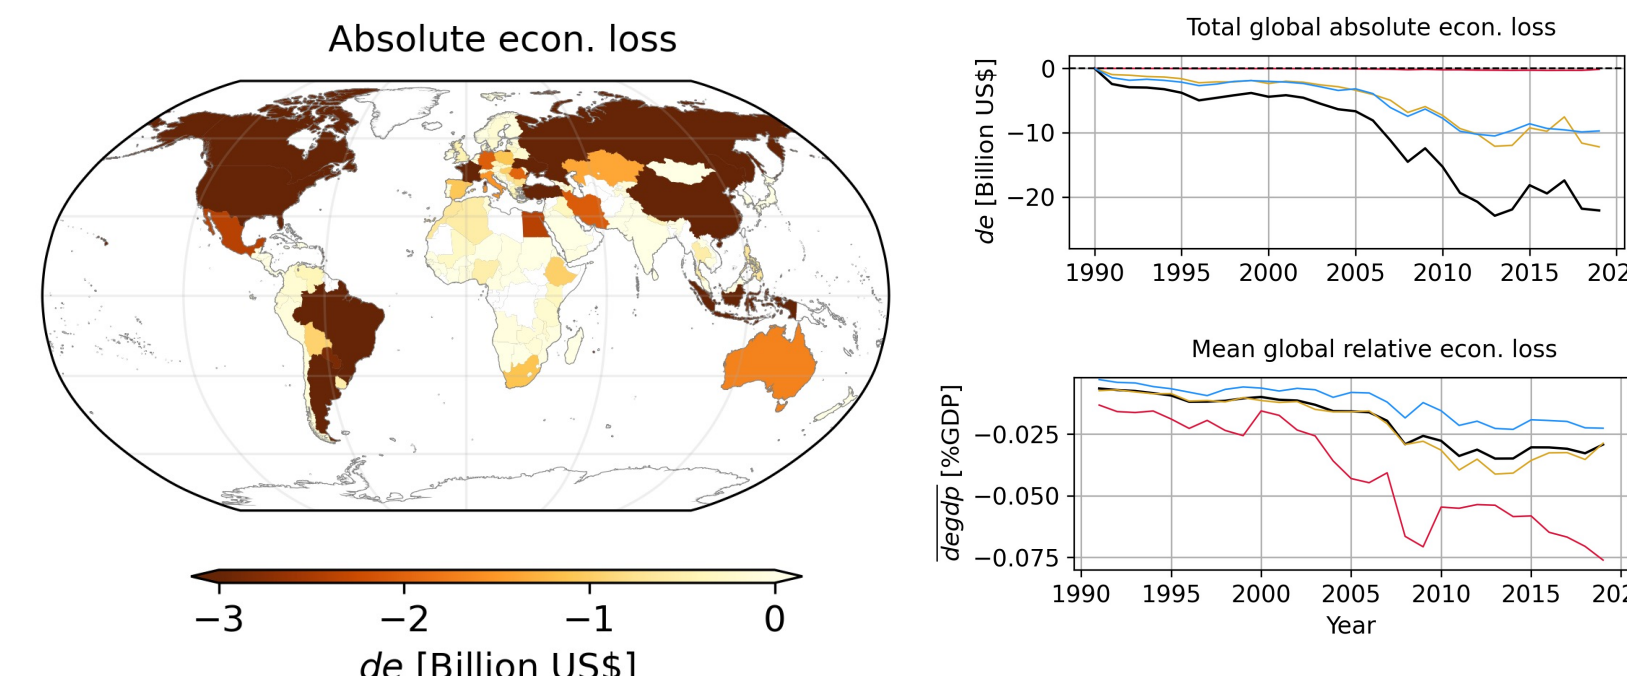 Absolute econ. loss
−3 −2 −1 0
de [Billion US$]
Total global absolute econ. loss
de [Billion US$]
0
−10
−20
1990 1995 2000 2005 2010 2015 202
Mean global relative econ. loss
degdp [%GDP]
−0.025
−0.050
−0.075
1990 1995 2000 2005 2010 2015 202
Year